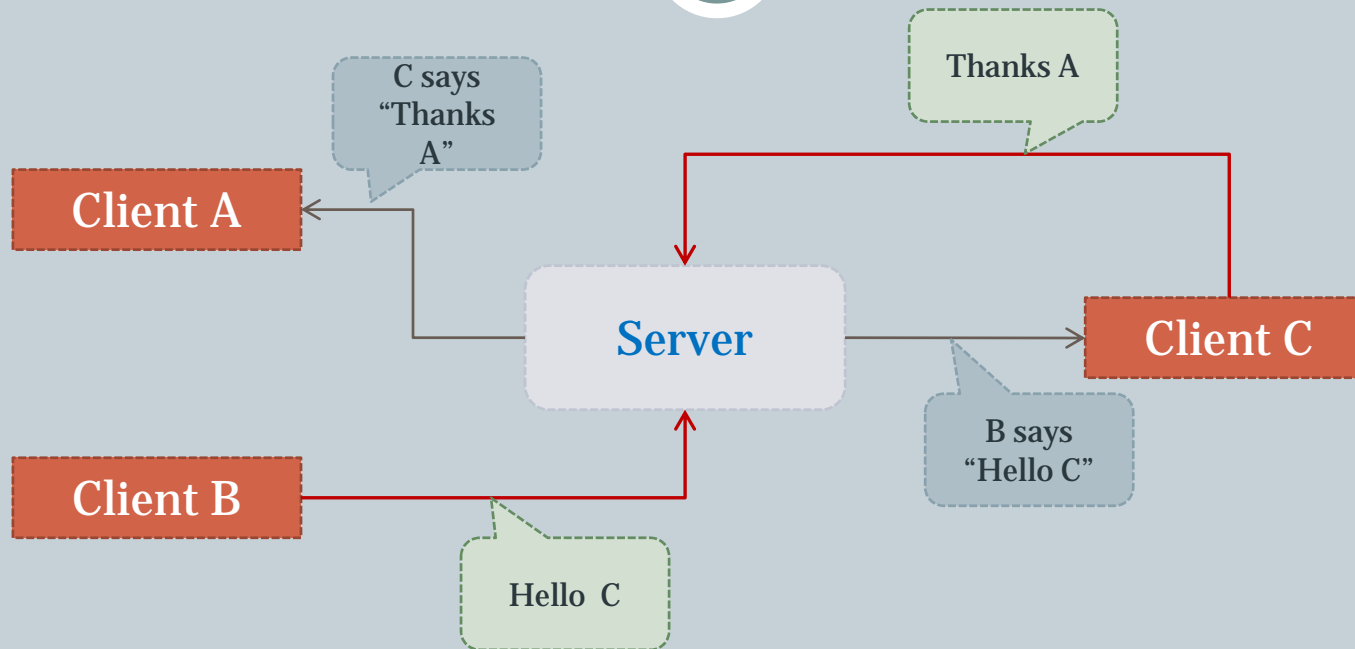 Thanks A
C says
“Thanks
A”
Client A
Server
Client C
B says
“Hello C”
Client B
Hello C